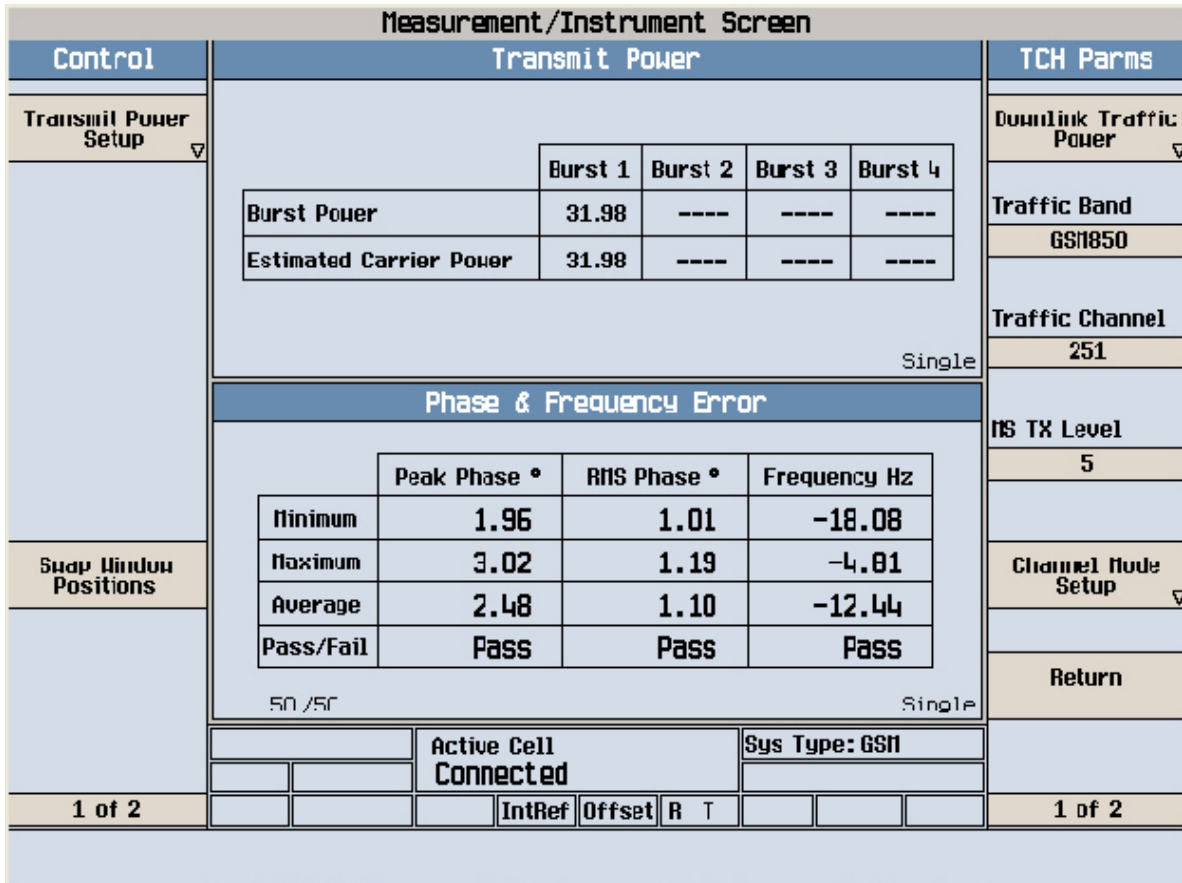 Measurement/Instrument Screen
Control
Transmit Power
TCH Parms
Transmit Power
Setup
Downlink Traffic
Power
Burst 1 Burst 2 Burst 3 Burst 4
Burst Power 31.98 ---- ---- ----
Estimated Carrier Power 31.98 ---- ---- ----
Single
Traffic Band
GSM850
Traffic Channel
251
MS TX Level
5
Phase & Frequency Error
Peak Phase ° RMS Phase ° Frequency Hz
Minimum 1.96 1.01 -18.08
Maximum 3.02 1.19 -4.81
Average 2.48 1.10 -12.44
Pass/Fail Pass Pass Pass
50/50 Single
Swap Window
Positions
Channel Mode
Setup
Return
Active Cell
Connected
Sys Type: GSM
IntRef Offset R T
1 of 2
1 of 2